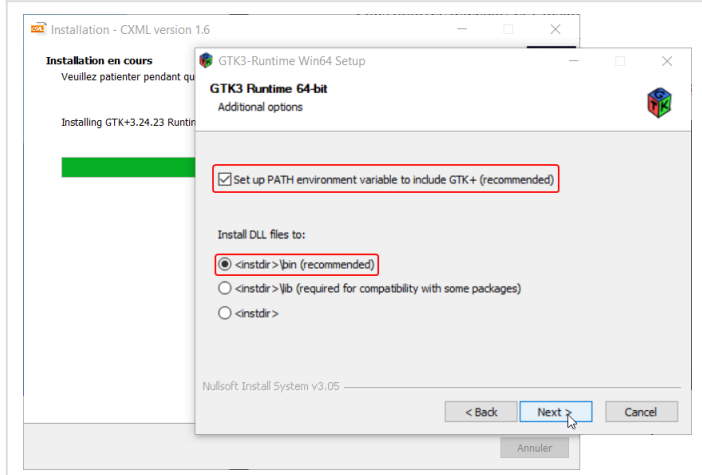 Installation - CXML version 1.6
Installation en cours
Veuillez patienter pendant qu
Installing GTK+3.24.23 Runtin
GTK3-Runtime Win64 Setup
GTK3 Runtime 64-bit
Additional options
Set up PATH environment variable to include GTK+ (recommended)
Install DLL files to:
<instdir>\bin (recommended)
<instdir>\lib (required for compatibility with some packages)
<instdir>
Nullsoft Install System v3.05
< Back
Next >
Cancel
Annuler